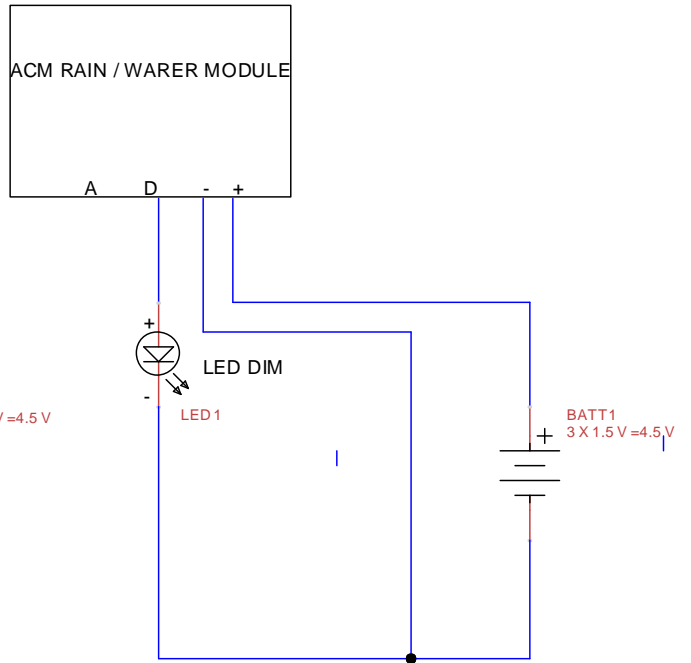 ACM RAIN / WARER MODULE
A D - +
+
LED DIM
-
LED1
V =4.5 V
BATT1
+ 3 X 1.5 V =4.5 V